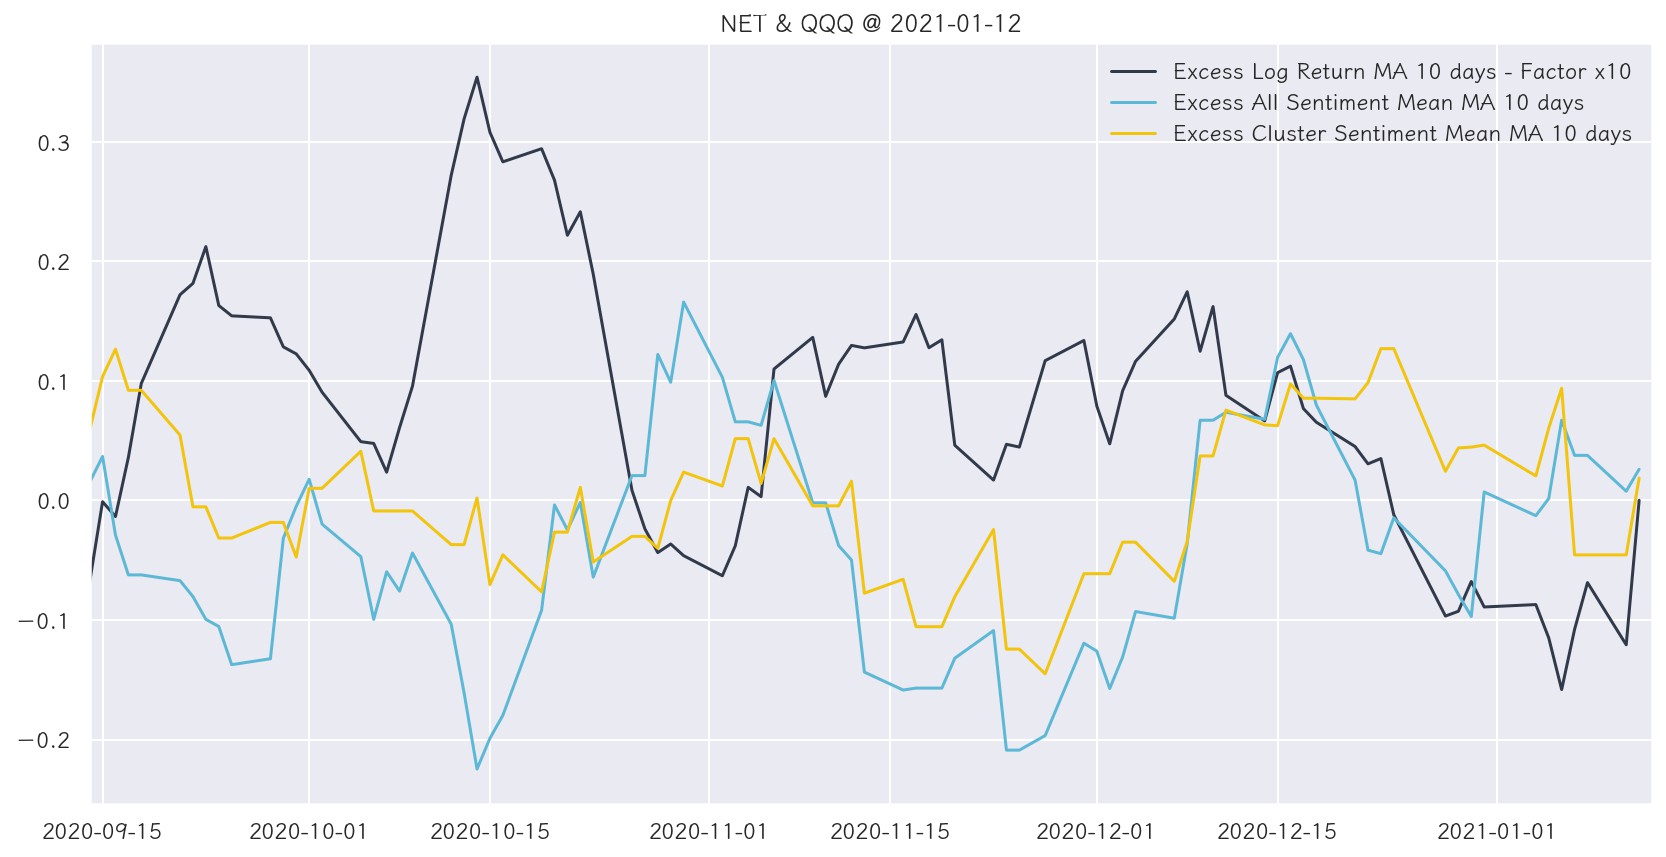 NET & QQQ @ 2021-01-12
Excess Log Return MA 10 days - Factor x10
Excess All Sentiment Mean MA 10 days
Excess Cluster Sentiment Mean MA 10 days
0.3
0.2
0.1
0.0
−0.1
−0.2
2020-09-15 2020-10-01 2020-10-15 2020-11-01 2020-11-15 2020-12-01 2020-12-15 2021-01-01